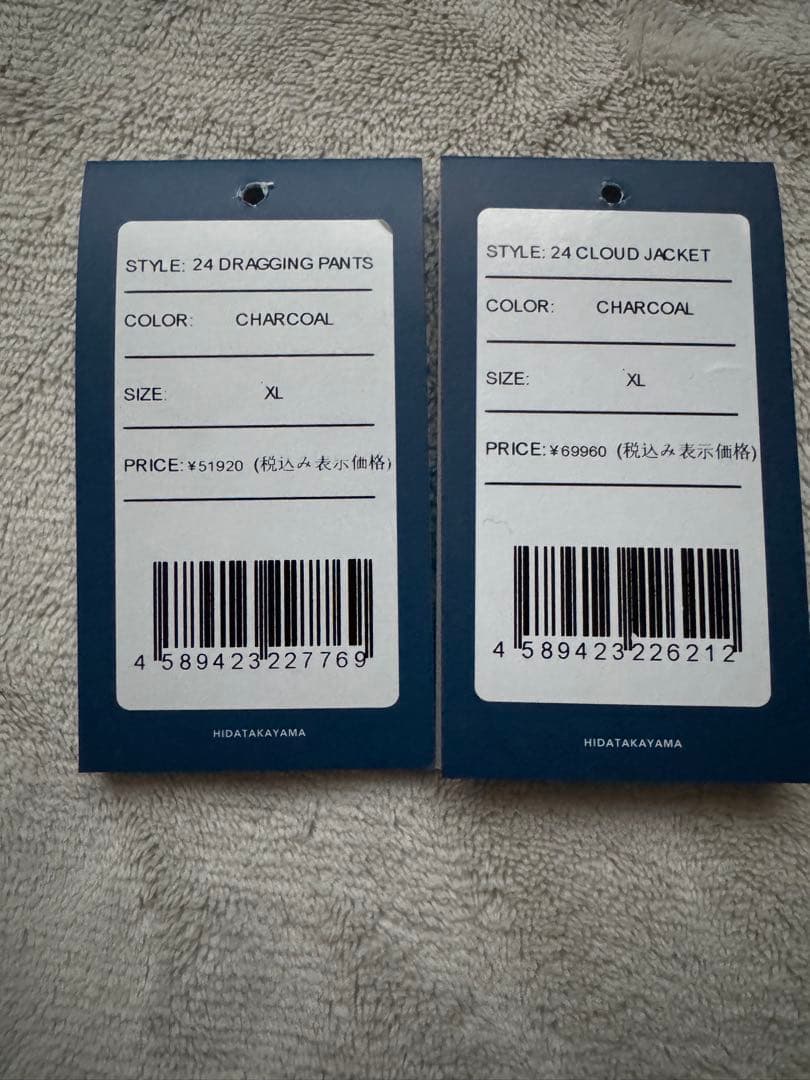 STYLE: 24 DRAGGING PANTS
COLOR: CHARCOAL
SIZE: XL
PRICE: ¥51920 (税込み表示価格)
4 589423 227769
HIDATAKAYAMA
STYLE: 24 CLOUD JACKET
COLOR: CHARCOAL
SIZE: XL
PRICE: ¥69960 (税込み表示価格)
4 589423 226212
HIDATAKAYAMA